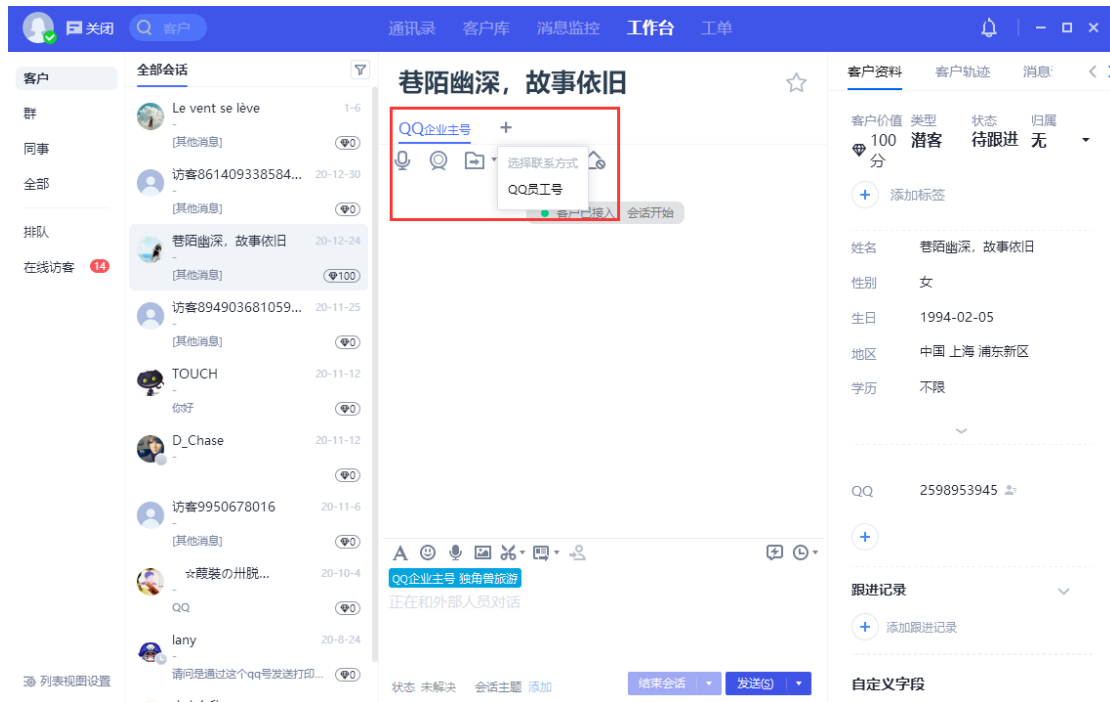 关闭
客户
通讯录
客户库
消息监控
工作台
工单
客户
群
同事
全部
排队
在线访客 14
列表视图设置
全部会话
Le vent se lève 1-6
-
[其他消息] 0
访客861409338584... 20-12-30
-
[其他消息] 0
巷陌幽深，故事依旧 20-12-24
-
[其他消息] 100
访客894903681059... 20-11-25
-
[其他消息] 0
TOUCH 20-11-12
-
你好 0
D_Chase 20-11-12
-
0
访客9950678016 20-11-6
-
[其他消息] 0
☆葭裝の卅脱... 20-10-4
-
QQ 0
lany 20-8-24
-
请问是通过这个qq号发送打印... 0
巷陌幽深，故事依旧
QQ企业主号 +
选择联系方式
QQ员工号
客户已接入 会话开始
QQ企业主号 独角兽旅游
正在和外部人员对话
状态 未解决 会话主题 添加
结束会话
发送(S)
客户资料
客户轨迹
消息
客户价值 类型 状态 归属
100分 潜客 待跟进 无
+ 添加标签
姓名 巷陌幽深，故事依旧
性别 女
生日 1994-02-05
地区 中国 上海 浦东新区
学历 不限
QQ 2598953945
+
跟进记录
+ 添加跟进记录
自定义字段